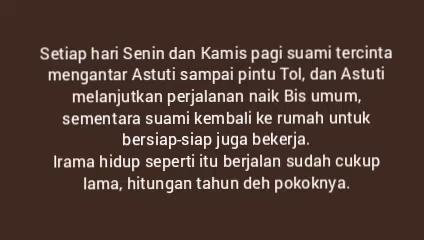 Setiap hari Senin dan Kamis pagi suami tercinta
mengantar Astuti sampai pintu Tol, dan Astuti
melanjutkan perjalanan naik Bis umum,
sementara suami kembali ke rumah untuk
bersiap-siap juga bekerja.
Irama hidup seperti itu berjalan sudah cukup
lama, hitungan tahun deh pokoknya.